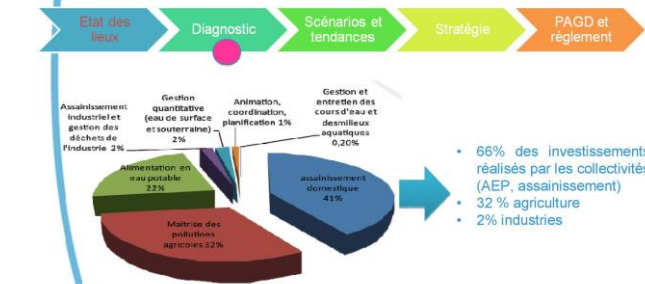 Etat des
lieux
Diagnostic
Scénarios et
tendances
Stratégie
PAGD et
règlement
Assainissement
industriel et
gestion des
déchets de
l'industrie 2%
Gestion
quantitative
(eau de surface
et souterraine)
2%
Animation,
coordination,
planification 1%
Gestion et
entretien des
cours d'eau et
des milieux
aquatiques
0,20%
Alimentation en
eau potable
22%
assainissement
domestique
41%
Maîtrise des
pollutions
agricoles 32%
• 66% des investissements
réalisés par les collectivités
(AEP, assainissement)
• 32 % agriculture
• 2% industries